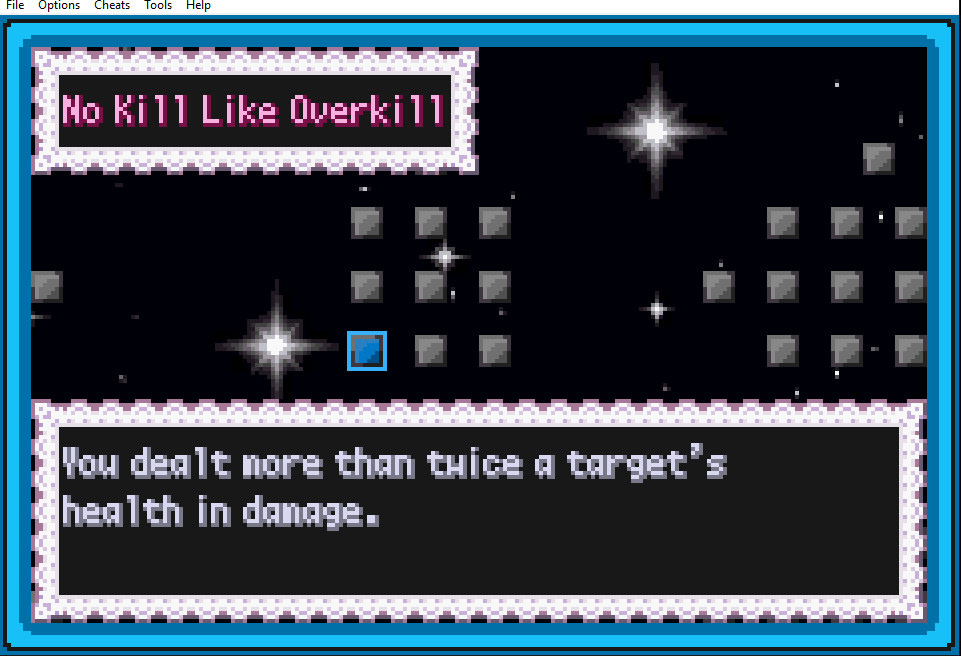 File Options Cheats Tools Help
No Kill Like Overkill
You dealt more than twice a target's
health in damage.